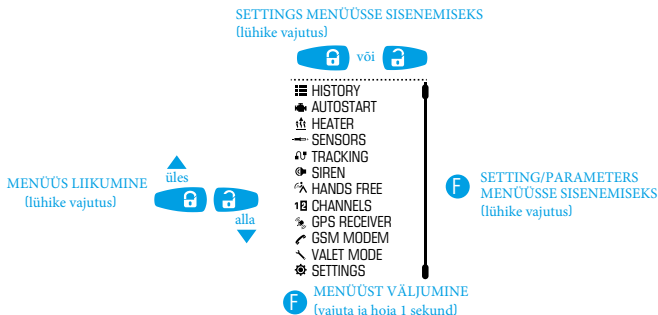 SETTINGS MENÜÜSSE SISENEMISEKS
(lühike vajutus)
või
HISTORY
AUTOSTART
HEATER
SENSORS
TRACKING
SIREN
HANDS FREE
12 CHANNELS
GPS RECEIVER
GSM MODEM
VALET MODE
SETTINGS
MENÜÜS LIIKUMINE
(lühike vajutus)
üles
alla
F
SETTING/PARAMETERS
MENÜÜSSE SISENEMISEKS
(lühike vajutus)
F
MENÜÜST VÄLJUMINE
(vajuta ja hoia 1 sekund)